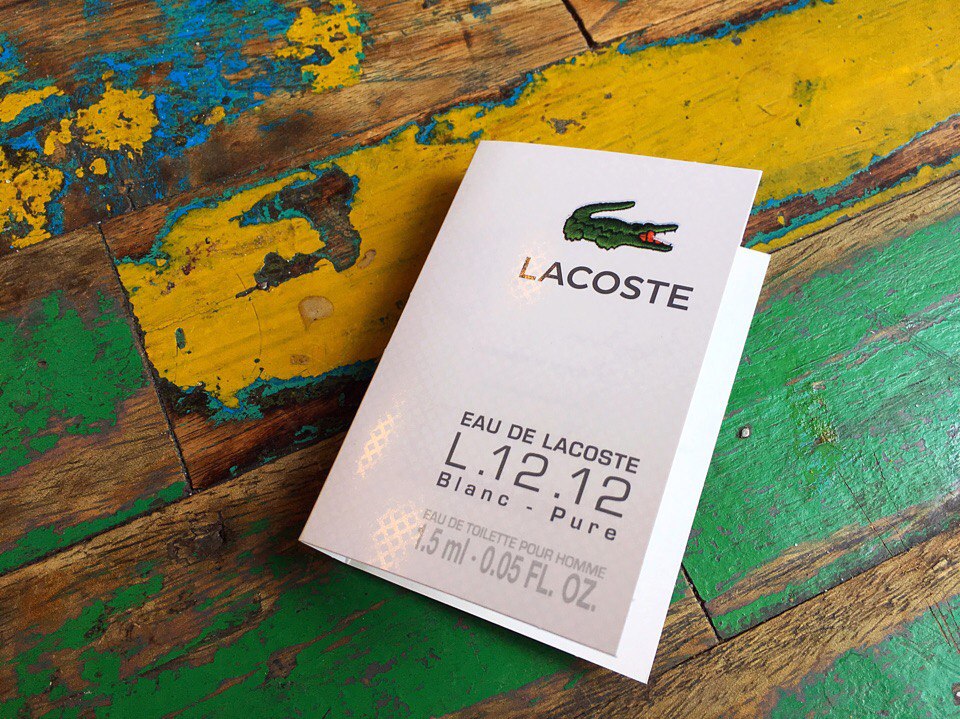 LACOSTE
EAU DE LACOSTE
L.12.12
Blanc - Pure
EAU DE TOILETTE POUR HOMME
1.5 ml · 0.05 FL. OZ.